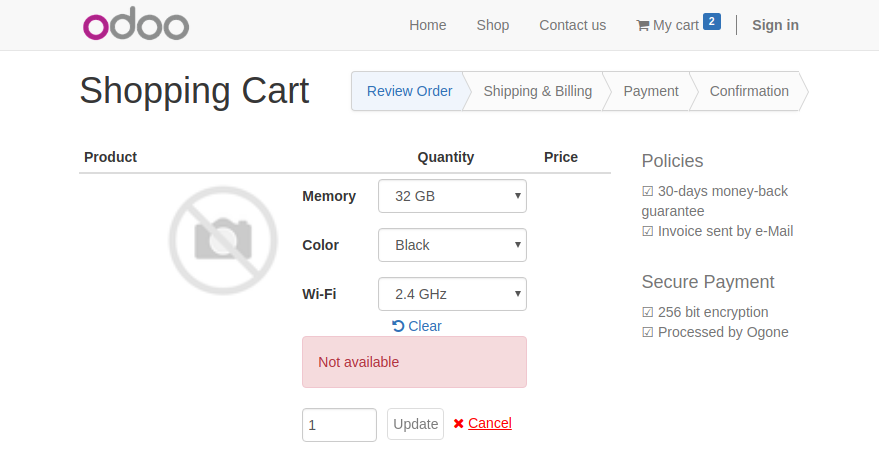 odoo
Home Shop Contact us My cart 2 Sign in
Shopping Cart
Review Order Shipping & Billing Payment Confirmation
Product Quantity Price
Memory 32 GB
Color Black
Wi-Fi 2.4 GHz
Clear
Not available
1 Update Cancel
Policies
30-days money-back
guarantee
Invoice sent by e-Mail
Secure Payment
256 bit encryption
Processed by Ogone